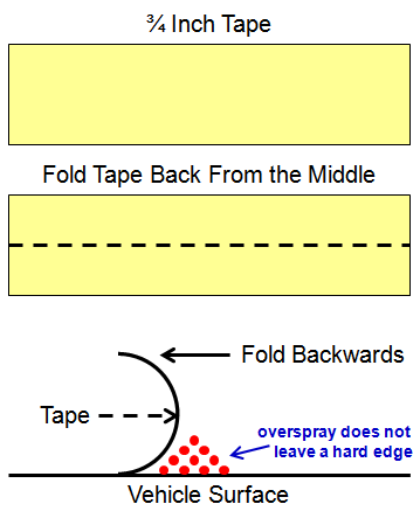 ¾ Inch Tape
Fold Tape Back From the Middle
Fold Backwards
Tape
overspray does not
leave a hard edge
Vehicle Surface